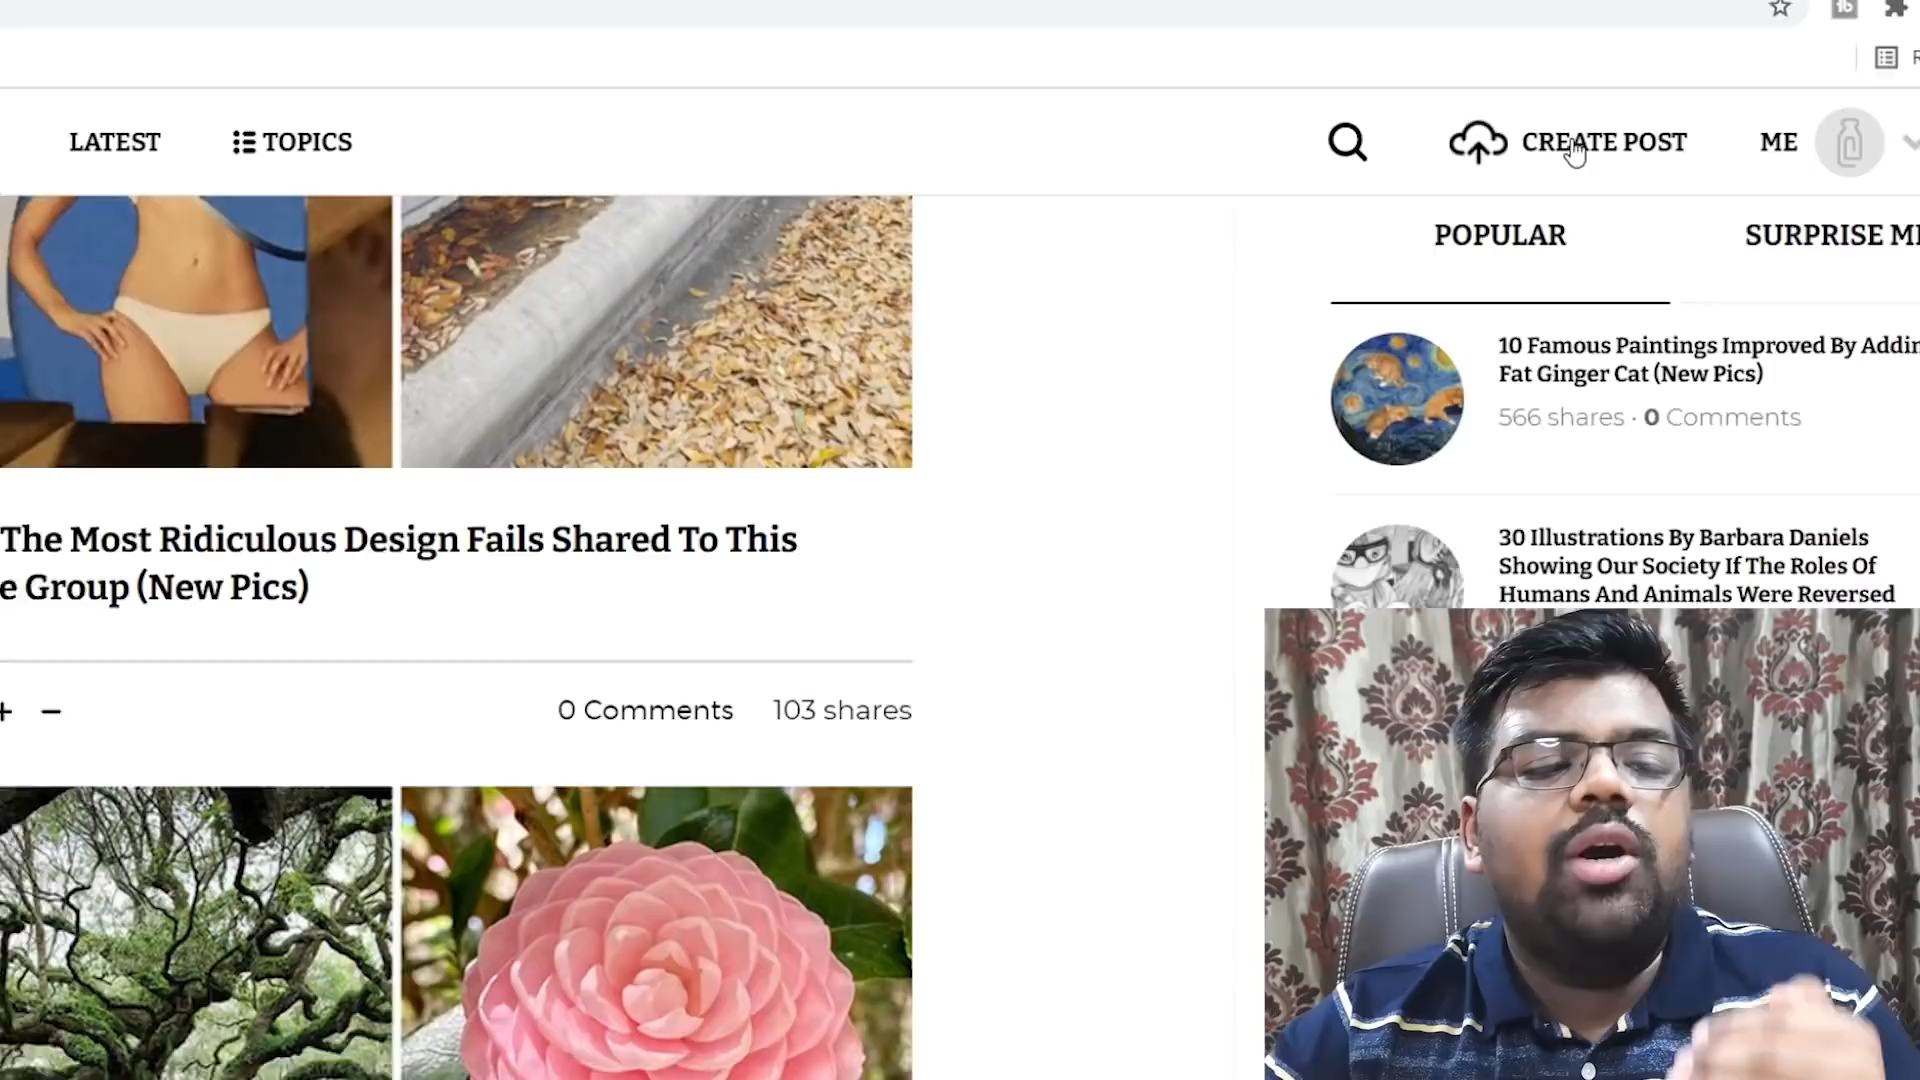 LATEST
TOPICS
CREATE POST
ME
POPULAR
SURPRISE
10 Famous Paintings Improved By
Fat Ginger Cat (New Pics)
566 shares · 0 Comments
30 Illustrations By Barbara Daniels
Showing Our Society If The Roles Of
Humans And Animals Were Reversed
The Most Ridiculous Design Fails Shared To This
e Group (New Pics)
0 Comments
103 shares